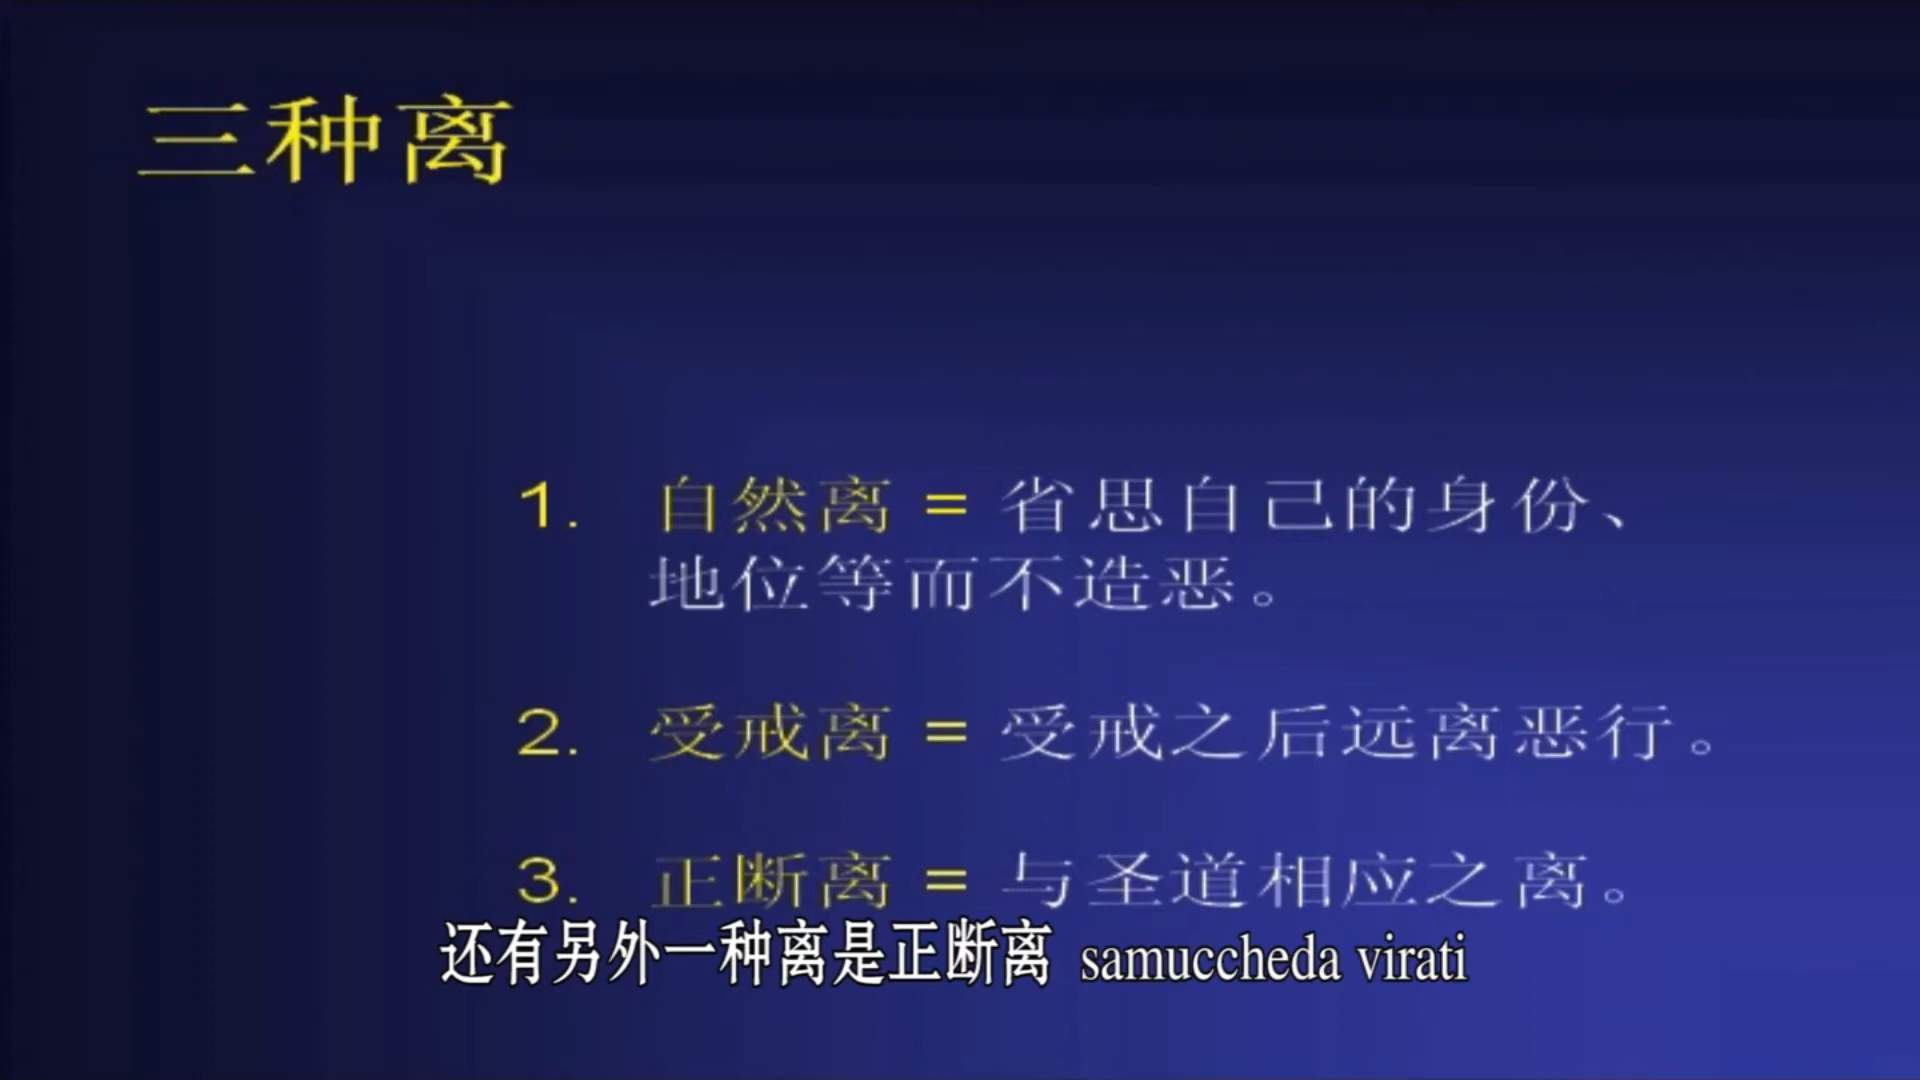 三种离
1. 自然离 = 省思自己的身份、
地位等而不造恶。
2. 受戒离 = 受戒之后远离恶行。
3. 正断离 = 与圣道相应之离。
还有另外一种离是正断离 samuccheda virati